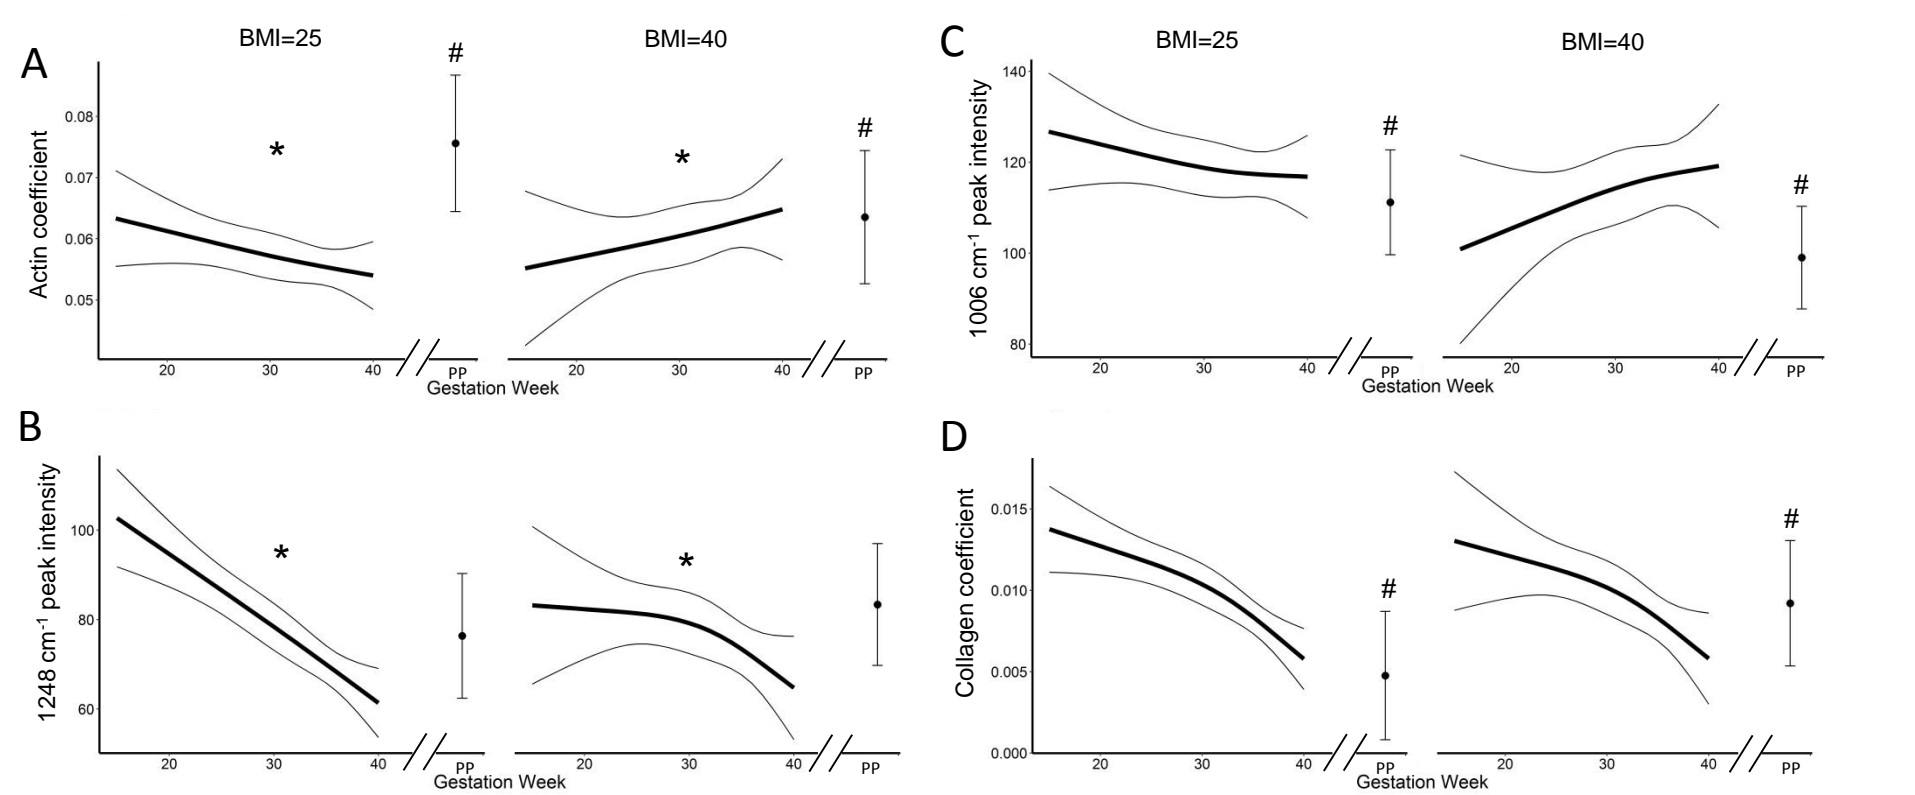 A
BMI=25
BMI=40
#
#
*
*
Actin coefficient
0.08
0.07
0.06
0.05
20
30
40
PP
20
30
40
PP
Gestation Week
C
BMI=25
BMI=40
#
#
1006 cm⁻¹ peak intensity
140
120
100
80
20
30
40
PP
20
30
40
PP
Gestation Week
B
*
*
1248 cm⁻¹ peak intensity
100
80
60
20
30
40
PP
20
30
40
PP
Gestation Week
D
#
#
Collagen coefficient
0.015
0.010
0.005
0.000
20
30
40
PP
20
30
40
PP
Gestation Week